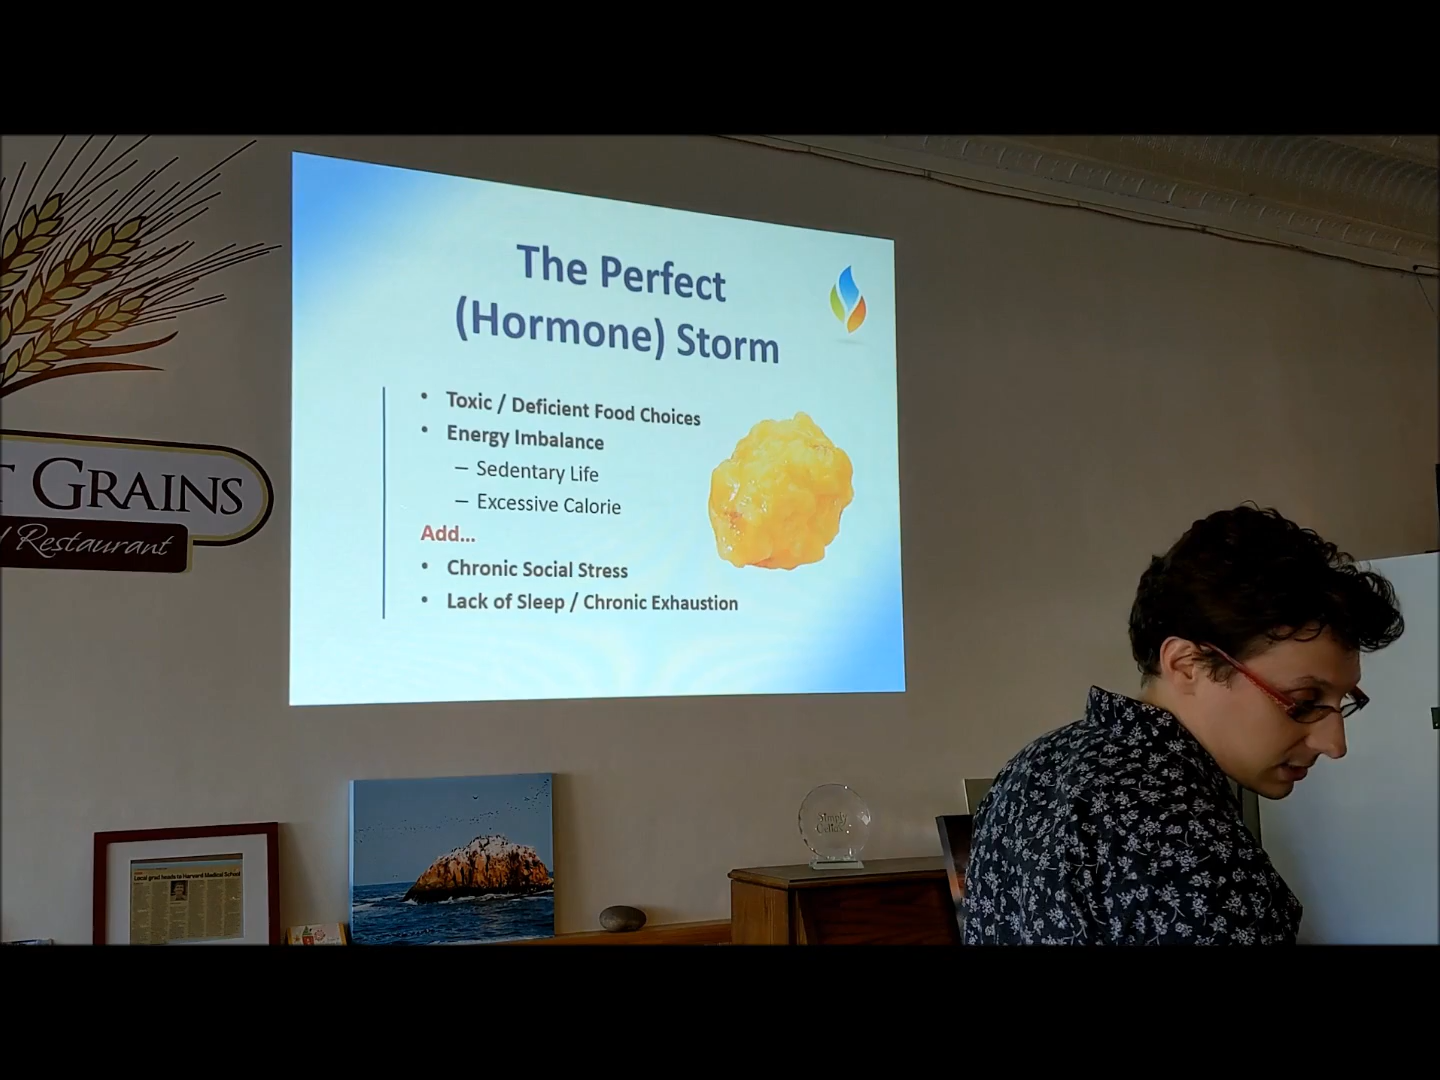 The Perfect
(Hormone) Storm
• Toxic / Deficient Food Choices
• Energy Imbalance
– Sedentary Life
– Excessive Calorie
Add...
• Chronic Social Stress
• Lack of Sleep / Chronic Exhaustion
GRAINS
Restaurant
Simply
Local grad heads to Harvard Medical School